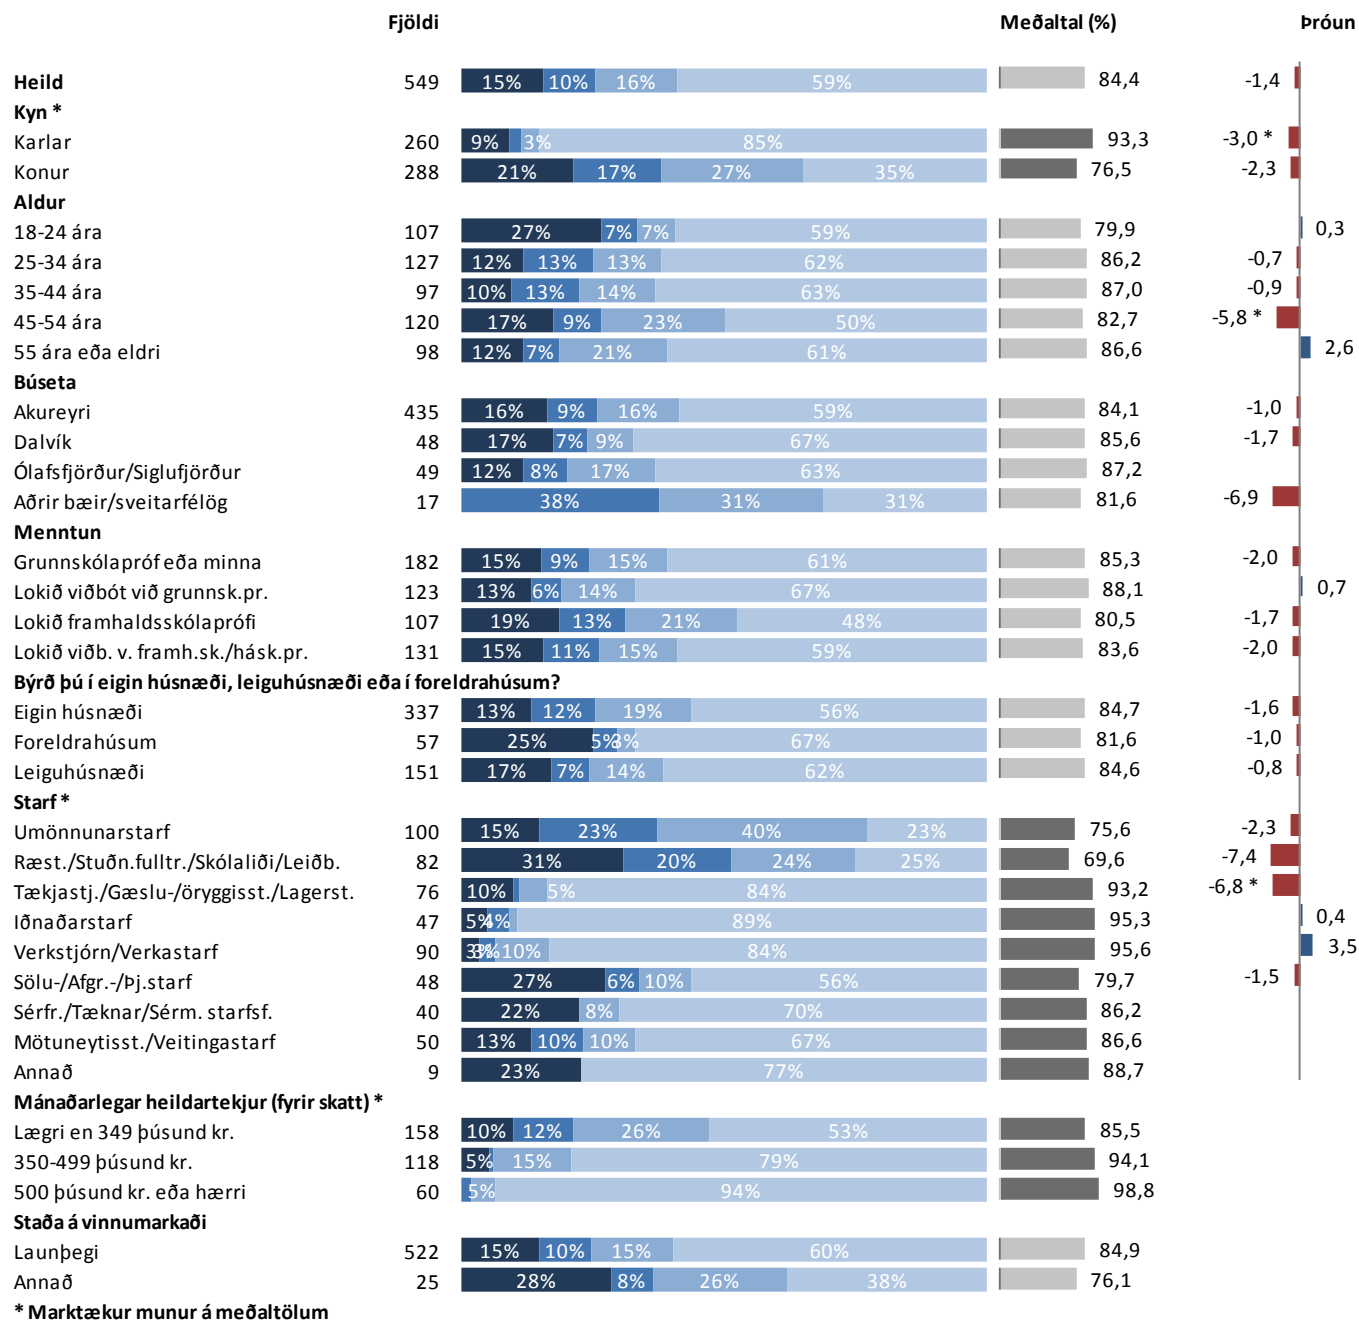 Fjöldi Meðaltal (%) Þróun
Heild 549 15% 10% 16% 59% 84,4 -1,4
Kyn *
Karlar 260 9% 3% 85% 93,3 -3,0 *
Konur 288 21% 17% 27% 35% 76,5 -2,3
Aldur
18-24 ára 107 27% 7% 7% 59% 79,9 0,3
25-34 ára 127 12% 13% 13% 62% 86,2 -0,7
35-44 ára 97 10% 13% 14% 63% 87,0 -0,9
45-54 ára 120 17% 9% 23% 50% 82,7 -5,8 *
55 ára eða eldri 98 12% 7% 21% 61% 86,6 2,6
Búseta
Akureyri 435 16% 9% 16% 59% 84,1 -1,0
Dalvík 48 17% 7% 9% 67% 85,6 -1,7
Ólafsfjörður/Siglufjörður 49 12% 8% 17% 63% 87,2
Aðrir bæir/sveitarfélög 17 38% 31% 31% 81,6 -6,9
Menntun
Grunnskólapróf eða minna 182 15% 9% 15% 61% 85,3 -2,0
Lokið viðbót við grunnsk.pr. 123 13% 6% 14% 67% 88,1 0,7
Lokið framhaldsskólaprófi 107 19% 13% 21% 48% 80,5 -1,7
Lokið viðb. v. framh.sk./hásk.pr. 131 15% 11% 15% 59% 83,6 -2,0
Býrð þú í eigin húsnæði, leiguhúsnæði eða í foreldrahúsum?
Eigin húsnæði 337 13% 12% 19% 56% 84,7 -1,6
Foreldrahúsum 57 25% 5% 3% 67% 81,6 -1,0
Leiguhúsnæði 151 17% 7% 14% 62% 84,6 -0,8
Starf *
Umönnunarstarf 100 15% 23% 40% 23% 75,6 -2,3
Ræst./Stuðn.fulltr./Skólaliði/Leiðb. 82 31% 20% 24% 25% 69,6 -7,4
Tækjastj./Gæslu-/öryggisst./Lagerst. 76 10% 5% 84% 93,2 -6,8 *
Iðnaðarstarf 47 5% 4% 89% 95,3 0,4
Verkstjórn/Verkastarf 90 3% 3% 10% 84% 95,6 3,5
Sölu-/Afgr.-/Þj.starf 48 27% 6% 10% 56% 79,7 -1,5
Sérfr./Tæknar/Sérm. starfsf. 40 22% 8% 70% 86,2
Mötuneytisst./Veitingastarf 50 13% 10% 10% 67% 86,6
Annað 9 23% 77% 88,7
Mánaðarlegar heildartekjur (fyrir skatt) *
Lægri en 349 þúsund kr. 158 10% 12% 26% 53% 85,5
350-499 þúsund kr. 118 5% 15% 79% 94,1
500 þúsund kr. eða hærri 60 5% 94% 98,8
Staða á vinnumarkaði
Launþegi 522 15% 10% 15% 60% 84,9
Annað 25 28% 8% 26% 38% 76,1
* Marktækur munur á meðaltölum